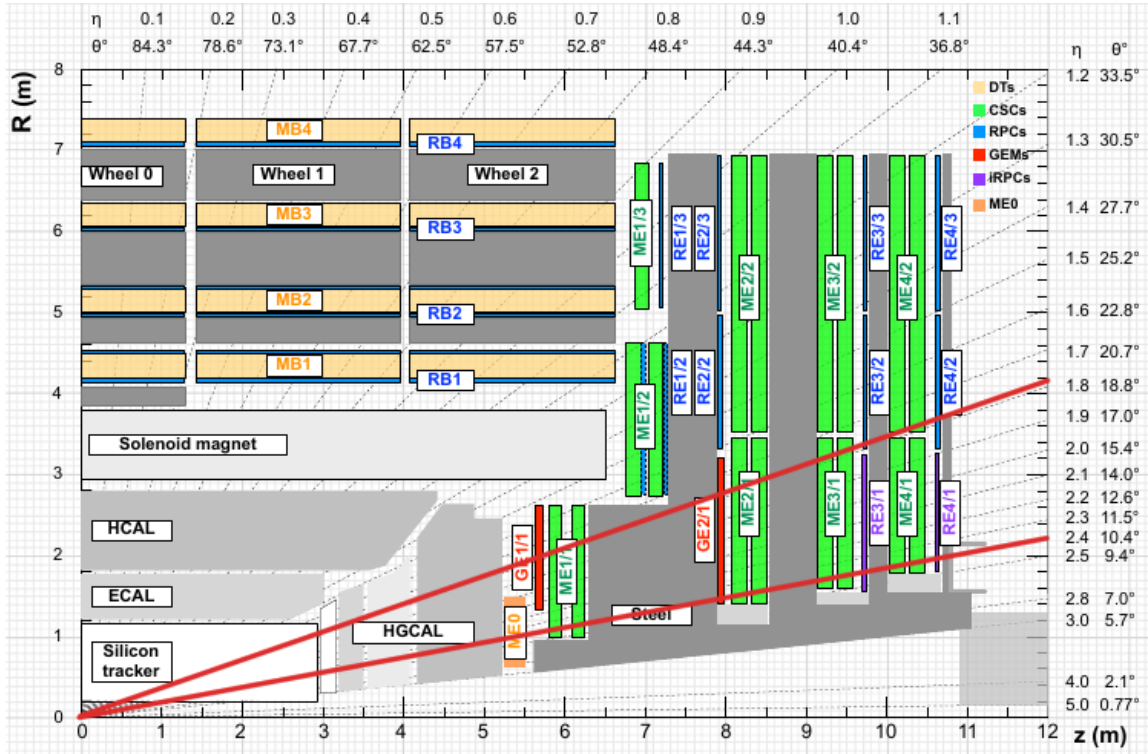 η 0.1 0.2 0.3 0.4 0.5 0.6 0.7 0.8 0.9 1.0 1.1
θ° 84.3° 78.6° 73.1° 67.7° 62.5° 57.5° 52.8° 48.4° 44.3° 40.4° 36.8° η θ°
R (m)
8
7
6
5
4
3
2
1
0
1.2 33.5°
1.3 30.5°
1.4 27.7°
1.5 25.2°
1.6 22.8°
1.7 20.7°
1.8 18.8°
1.9 17.0°
2.0 15.4°
2.1 14.0°
2.2 12.6°
2.3 11.5°
2.4 10.4°
2.5 9.4°
2.8 7.0°
3.0 5.7°
4.0 2.1°
5.0 0.77°
DTs
CSCs
RPCs
GEMs
iRPCs
ME0
MB4
RB4
Wheel 0 Wheel 1 Wheel 2
MB3
RB3
MB2
RB2
MB1
RB1
Solenoid magnet
HCAL
ECAL
Silicon
tracker
HGCAL
Steel
ME0
GE1/1
ME1/1
ME1/2
ME1/3
RE1/3
RE2/3
RE1/2
RE2/2
GE2/1
ME2/2
ME2/1
ME3/2
ME3/1
RE3/3
RE3/2
RE3/1
ME4/2
ME4/1
RE4/3
RE4/2
RE4/1
0 1 2 3 4 5 6 7 8 9 10 11 12
z (m)